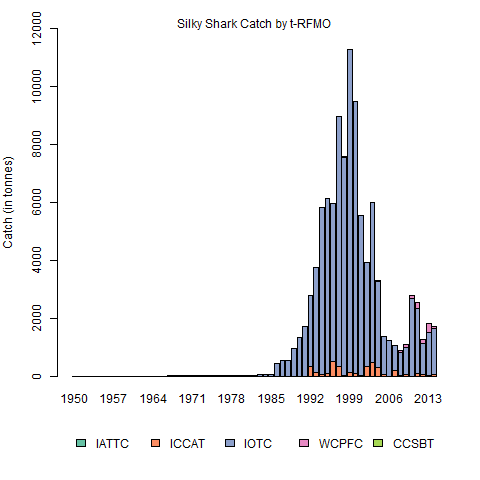 Silky Shark Catch by t-RFMO
Catch (in tonnes)
12000
10000
8000
6000
4000
2000
0
1950 1957 1964 1971 1978 1985 1992 1999 2006 2013
IATTC ICCAT IOTC WCPFC CCSBT